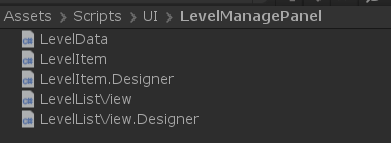 Assets > Scripts > UI > LevelManagePanel
LevelData
LevelItem
LevelItem.Designer
LevelListView
LevelListView.Designer